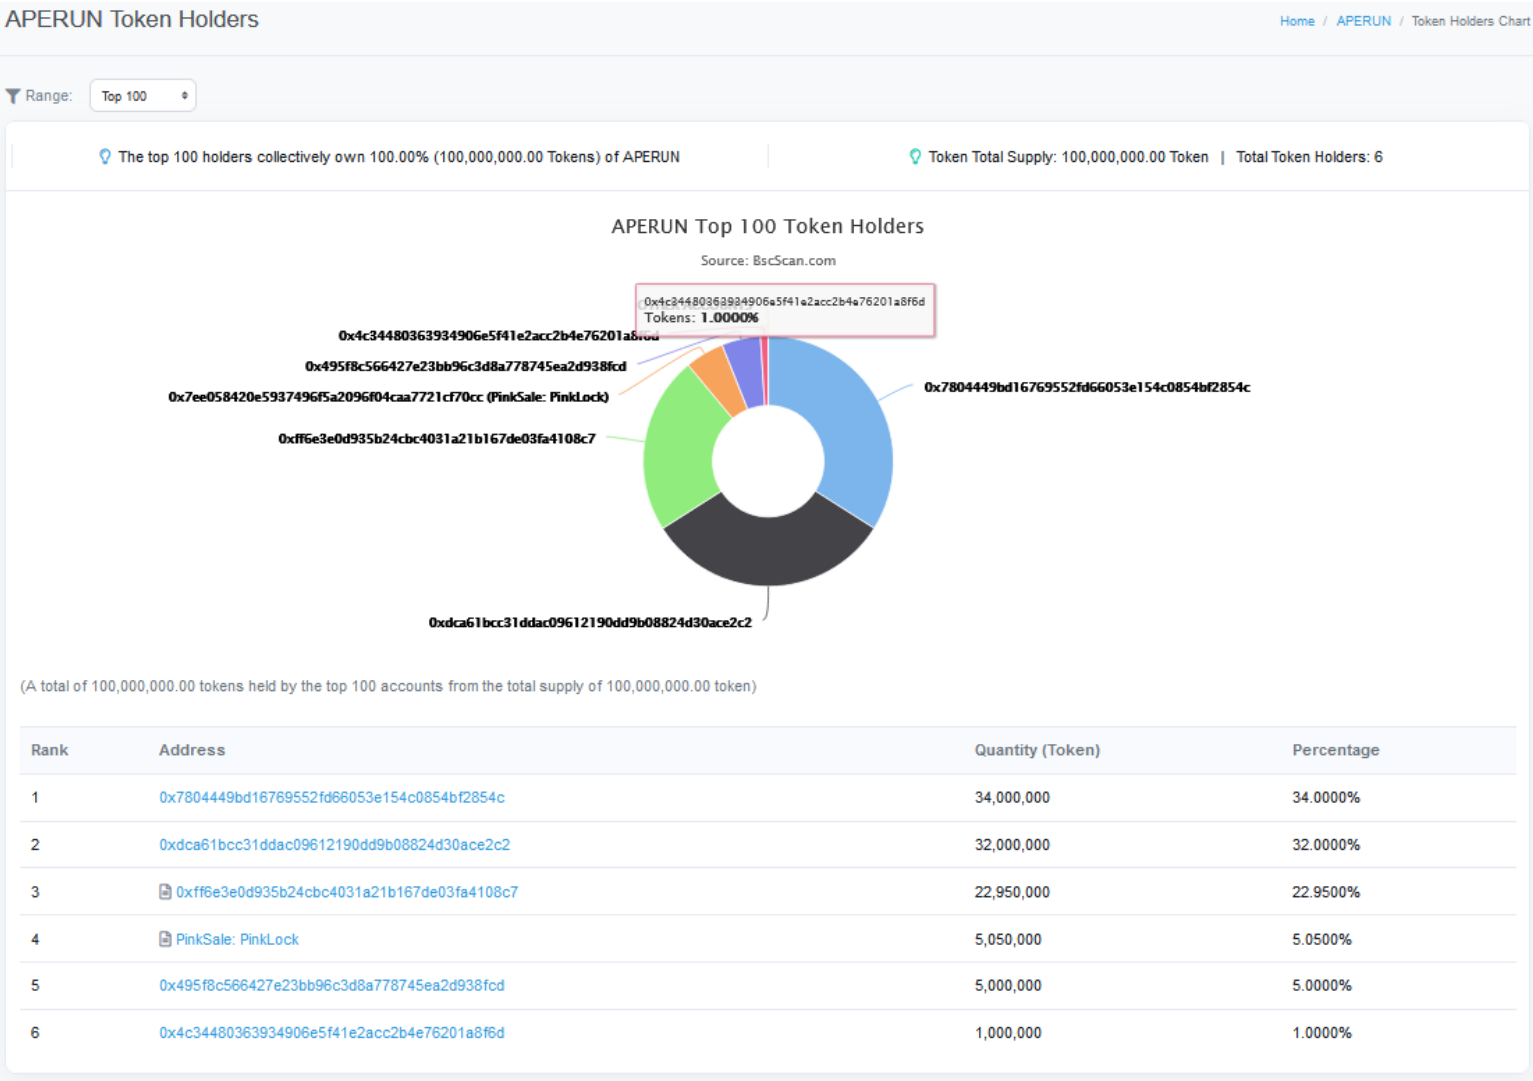 APERUN Token Holders
Home / APERUN / Token Holders Chart
Range: Top 100
The top 100 holders collectively own 100.00% (100,000,000.00 Tokens) of APERUN
Token Total Supply: 100,000,000.00 Token | Total Token Holders: 6
APERUN Top 100 Token Holders
Source: BscScan.com
0x4c34480363934906e5f41e2acc2b4e76201a8f6d
Tokens: 1.0000%
0x4c34480363934906e5f41e2acc2b4e76201a8f6d
0x495f8c566427e23bb96c3d8a778745ea2d938fcd
0x7804449bd16769552fd66053e154c0854bf2854c
0x7ee058420e5937496f5a2096f04caa7721cf70cc (PinkSale: PinkLock)
0xff6e3e0d935b24cbc4031a21b167de03fa4108c7
0xdca61bcc31ddac09612190dd9b08824d30ace2c2
(A total of 100,000,000.00 tokens held by the top 100 accounts from the total supply of 100,000,000.00 token)
Rank Address Quantity (Token) Percentage
1 0x7804449bd16769552fd66053e154c0854bf2854c 34,000,000 34.0000%
2 0xdca61bcc31ddac09612190dd9b08824d30ace2c2 32,000,000 32.0000%
3 0xff6e3e0d935b24cbc4031a21b167de03fa4108c7 22,950,000 22.9500%
4 PinkSale: PinkLock 5,050,000 5.0500%
5 0x495f8c566427e23bb96c3d8a778745ea2d938fcd 5,000,000 5.0000%
6 0x4c34480363934906e5f41e2acc2b4e76201a8f6d 1,000,000 1.0000%